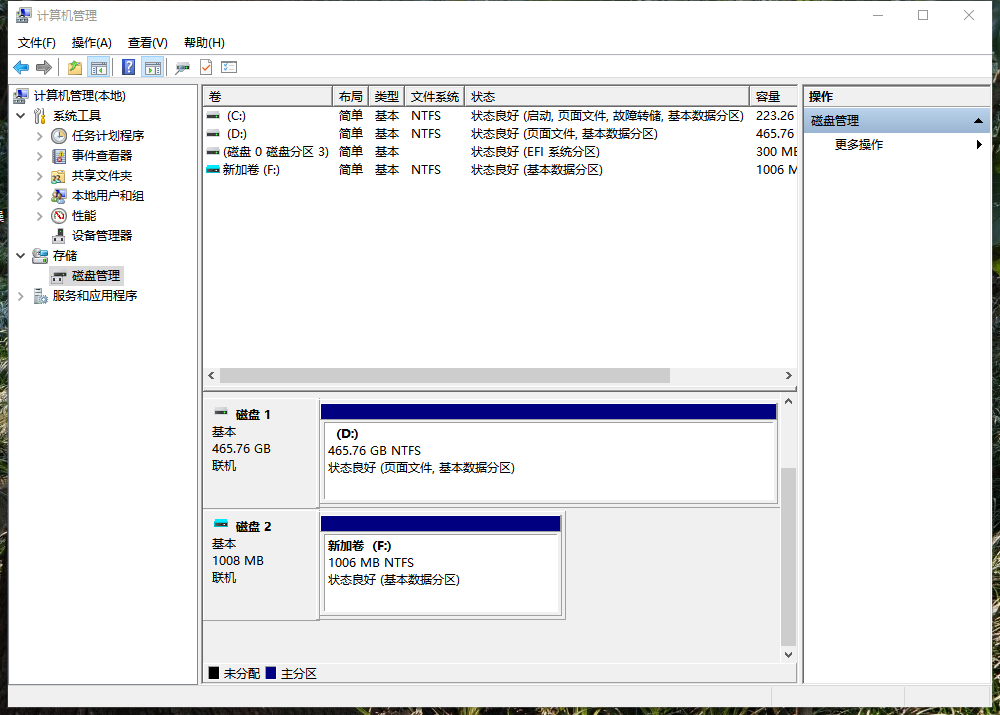 计算机管理
文件(F) 操作(A) 查看(V) 帮助(H)
计算机管理(本地)
系统工具
任务计划程序
事件查看器
共享文件夹
本地用户和组
性能
设备管理器
存储
磁盘管理
服务和应用程序
卷 布局 类型 文件系统 状态 容量
(C:) 简单 基本 NTFS 状态良好 (启动, 页面文件, 故障转储, 基本数据分区) 223.26
(D:) 简单 基本 NTFS 状态良好 (页面文件, 基本数据分区) 465.76
(磁盘 0 磁盘分区 3) 简单 基本 状态良好 (EFI 系统分区) 300 ME
新加卷 (F:) 简单 基本 NTFS 状态良好 (基本数据分区) 1006 M
磁盘 1
基本
465.76 GB
联机
(D:)
465.76 GB NTFS
状态良好 (页面文件, 基本数据分区)
磁盘 2
基本
1008 MB
联机
新加卷 (F:)
1006 MB NTFS
状态良好 (基本数据分区)
未分配 主分区
操作
磁盘管理
更多操作